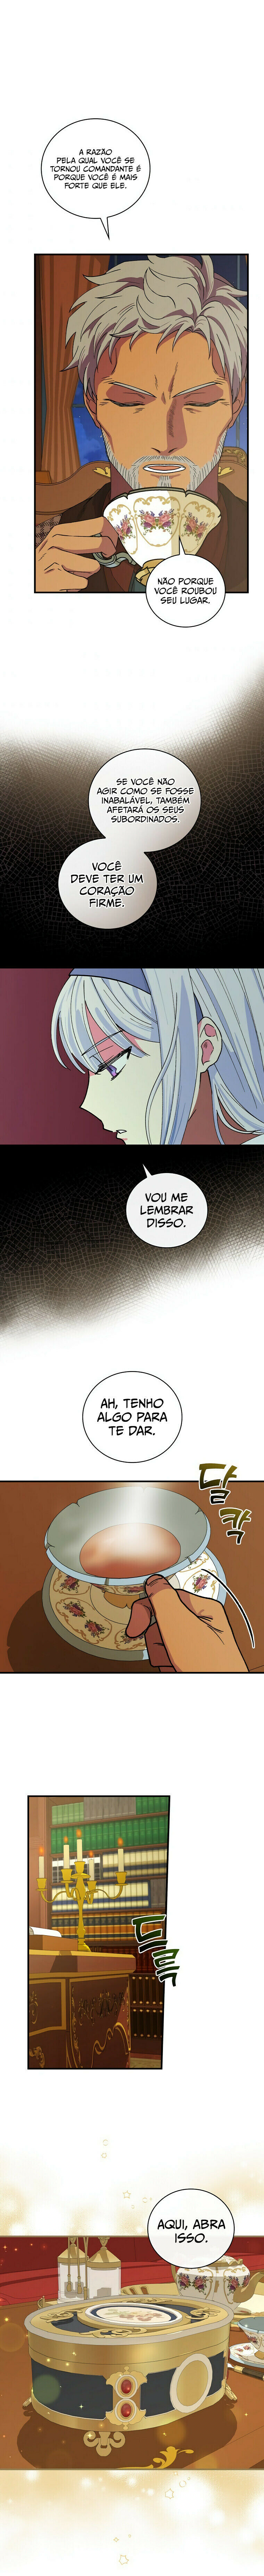 A RAZÃO
PELA QUAL VOCÊ SE
TORNOU COMANDANTE É
PORQUE VOCÊ É MAIS
FORTE QUE ELE.
NÃO PORQUE
VOCÊ ROUBOU
SEU LUGAR.
SE VOCÊ NÃO
AGIR COMO SE FOSSE
INABALÁVEL, TAMBÉM
AFETARÁ OS SEUS
SUBORDINADOS.
VOCÊ
DEVE TER UM
CORAÇÃO
FIRME.
VOU ME
LEMBRAR
DISSO.
AH, TENHO
ALGO PARA
TE DAR.
달
칵
드
륵
AQUI, ABRA
ISSO.